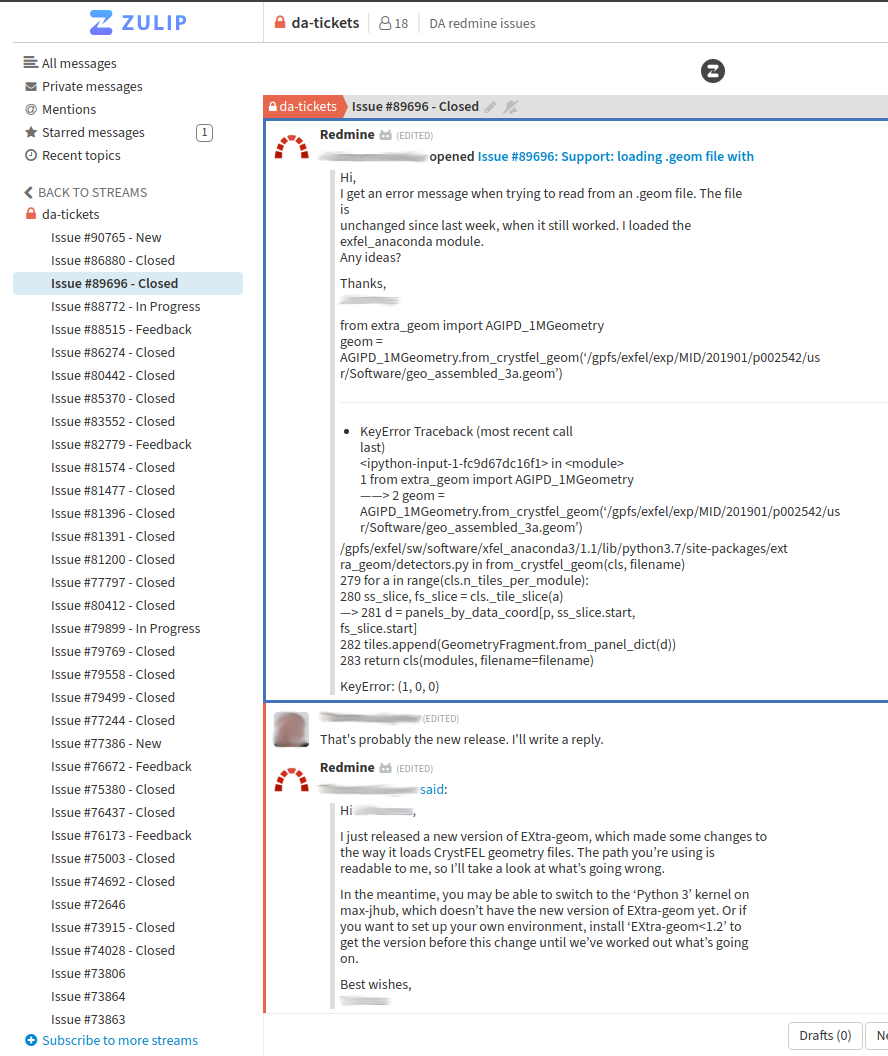 ZULIP
da-tickets 18 DA redmine issues
All messages
Private messages
@ Mentions
Starred messages 1
Recent topics
BACK TO STREAMS
da-tickets
Issue #90765 - New
Issue #86880 - Closed
Issue #89696 - Closed
Issue #88772 - In Progress
Issue #88515 - Feedback
Issue #86274 - Closed
Issue #80442 - Closed
Issue #85370 - Closed
Issue #83552 - Closed
Issue #82779 - Feedback
Issue #81574 - Closed
Issue #81477 - Closed
Issue #81396 - Closed
Issue #81391 - Closed
Issue #81200 - Closed
Issue #77797 - Closed
Issue #80412 - Closed
Issue #79899 - In Progress
Issue #79769 - Closed
Issue #79558 - Closed
Issue #79499 - Closed
Issue #77244 - Closed
Issue #77386 - New
Issue #76672 - Feedback
Issue #75380 - Closed
Issue #76437 - Closed
Issue #76173 - Feedback
Issue #75003 - Closed
Issue #74692 - Closed
Issue #72646
Issue #73915 - Closed
Issue #74028 - Closed
Issue #73806
Issue #73864
Issue #73863
Subscribe to more streams
da-tickets Issue #89696 - Closed
Redmine (EDITED)
opened Issue #89696: Support: loading .geom file with
Hi,
I get an error message when trying to read from an .geom file. The file
is
unchanged since last week, when it still worked. I loaded the
exfel_anaconda module.
Any ideas?
Thanks,
from extra_geom import AGIPD_1MGeometry
geom =
AGIPD_1MGeometry.from_crystfel_geom(‘/gpfs/exfel/exp/MID/201901/p002542/us
r/Software/geo_assembled_3a.geom’)
• KeyError Traceback (most recent call
last)
<ipython-input-1-fc9d67dc16f1> in <module>
1 from extra_geom import AGIPD_1MGeometry
——> 2 geom =
AGIPD_1MGeometry.from_crystfel_geom(‘/gpfs/exfel/exp/MID/201901/p002542/us
r/Software/geo_assembled_3a.geom’)
/gpfs/exfel/sw/software/xfel_anaconda3/1.1/lib/python3.7/site-packages/ext
ra_geom/detectors.py in from_crystfel_geom(cls, filename)
279 for a in range(cls.n_tiles_per_module):
280 ss_slice, fs_slice = cls._tile_slice(a)
—> 281 d = panels_by_data_coord[p, ss_slice.start,
fs_slice.start]
282 tiles.append(GeometryFragment.from_panel_dict(d))
283 return cls(modules, filename=filename)
KeyError: (1, 0, 0)
(EDITED)
That's probably the new release. I'll write a reply.
Redmine (EDITED)
said:
Hi ,
I just released a new version of EXtra-geom, which made some changes to
the way it loads CrystFEL geometry files. The path you’re using is
readable to me, so I’ll take a look at what’s going wrong.
In the meantime, you may be able to switch to the ‘Python 3’ kernel on
max-jhub, which doesn’t have the new version of EXtra-geom yet. Or if
you want to set up your own environment, install ‘EXtra-geom<1.2’ to
get the version before this change until we’ve worked out what’s going
on.
Best wishes,
Drafts (0) Ne